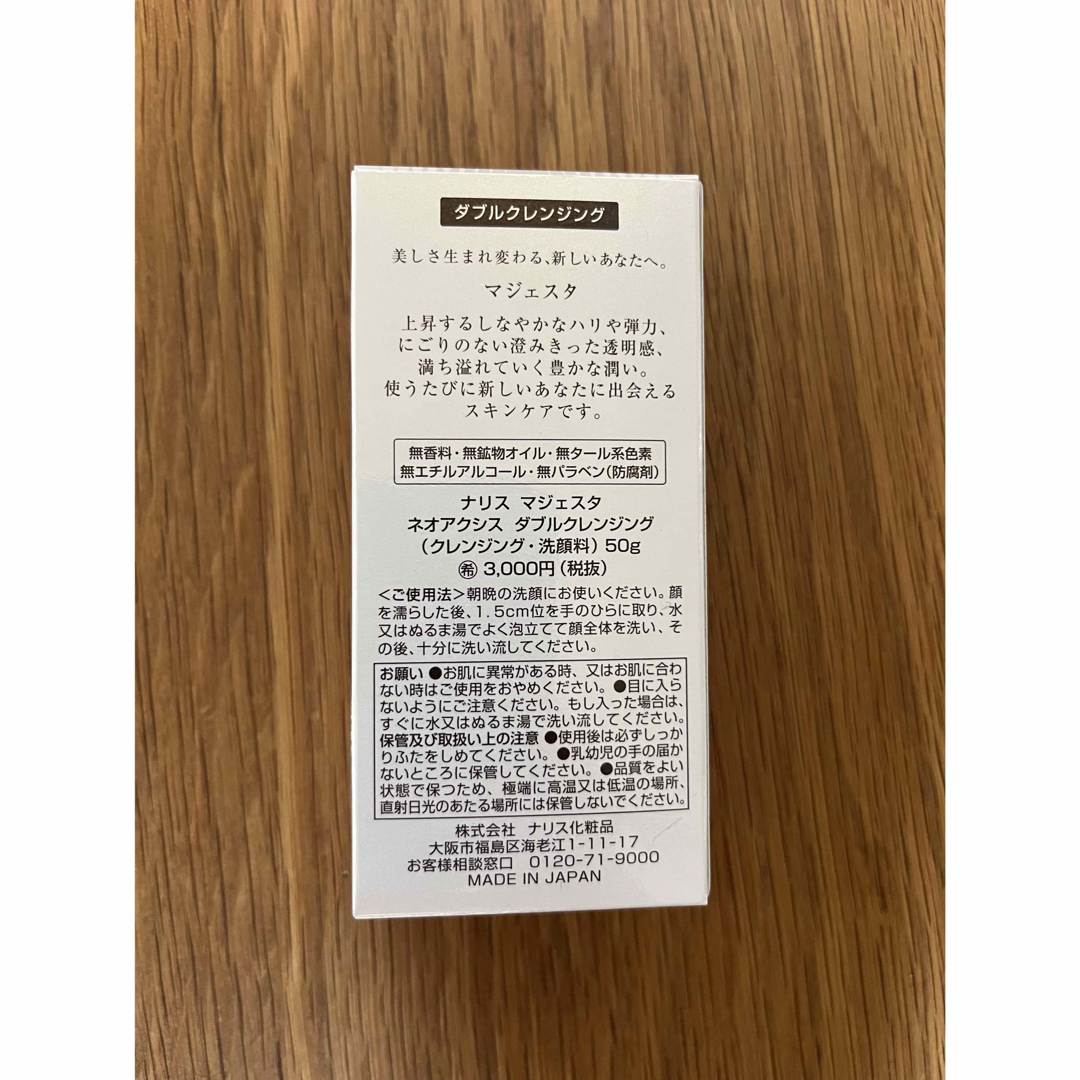 ダブルクレンジング
美しさ生まれ変わる、新しいあなたへ。
マジェスタ
上昇するしなやかなハリや弾力、
にごりのない澄みきった透明感、
満ち溢れていく豊かな潤い。
使うたびに新しいあなたに出会える
スキンケアです。
無香料・無鉱物オイル・無タール系色素
無エチルアルコール・無パラベン(防腐剤)
ナリス マジェスタ
ネオアクシス ダブルクレンジング
(クレンジング・洗顔料) 50g
㊒ 3,000円(税抜)
<ご使用法>朝晩の洗顔にお使いください。顔
を濡らした後、1.5cm位を手のひらに取り、水
又はぬるま湯でよく泡立てて顔全体を洗い、そ
の後、十分に洗い流してください。
お願い ●お肌に異常がある時、又はお肌に合わ
ない時はご使用をおやめください。●目に入ら
ないようにご注意ください。もし入った場合は、
すぐに水又はぬるま湯で洗い流してください。
保管及び取扱い上の注意 ●使用後は必ずしっか
りふたをしめてください。●乳幼児の手の届か
ないところに保管してください。●品質をよい
状態で保つため、極端に高温又は低温の場所、
直射日光のあたる場所には保管しないでください。
株式会社 ナリス化粧品
大阪市福島区海老江1-11-17
お客様相談窓口 0120-71-9000
MADE IN JAPAN